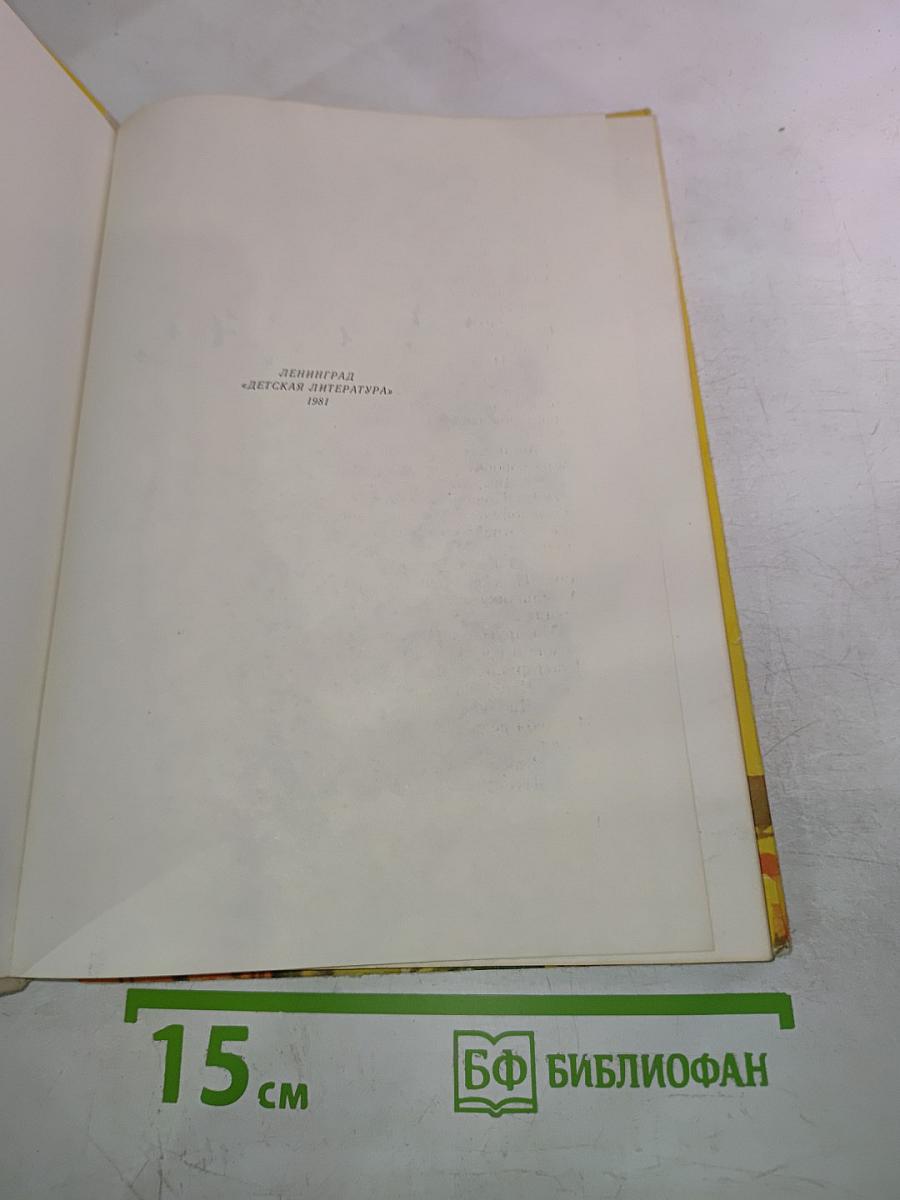 ЛЕНИНГРАД
«ДЕТСКАЯ ЛИТЕРАТУРА»
1981
15 см
БФ БИБЛИОФАН